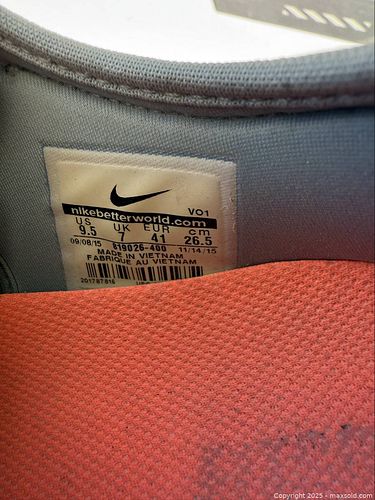 VO1
nikebetterworld.com
US UK EUR cm
9.5 7 41 26.5
09/08/15 819026-400 11/14/15
MADE IN VIETNAM
FABRIQUE AU VIETNAM
Copyright 2025 - maxsold.com